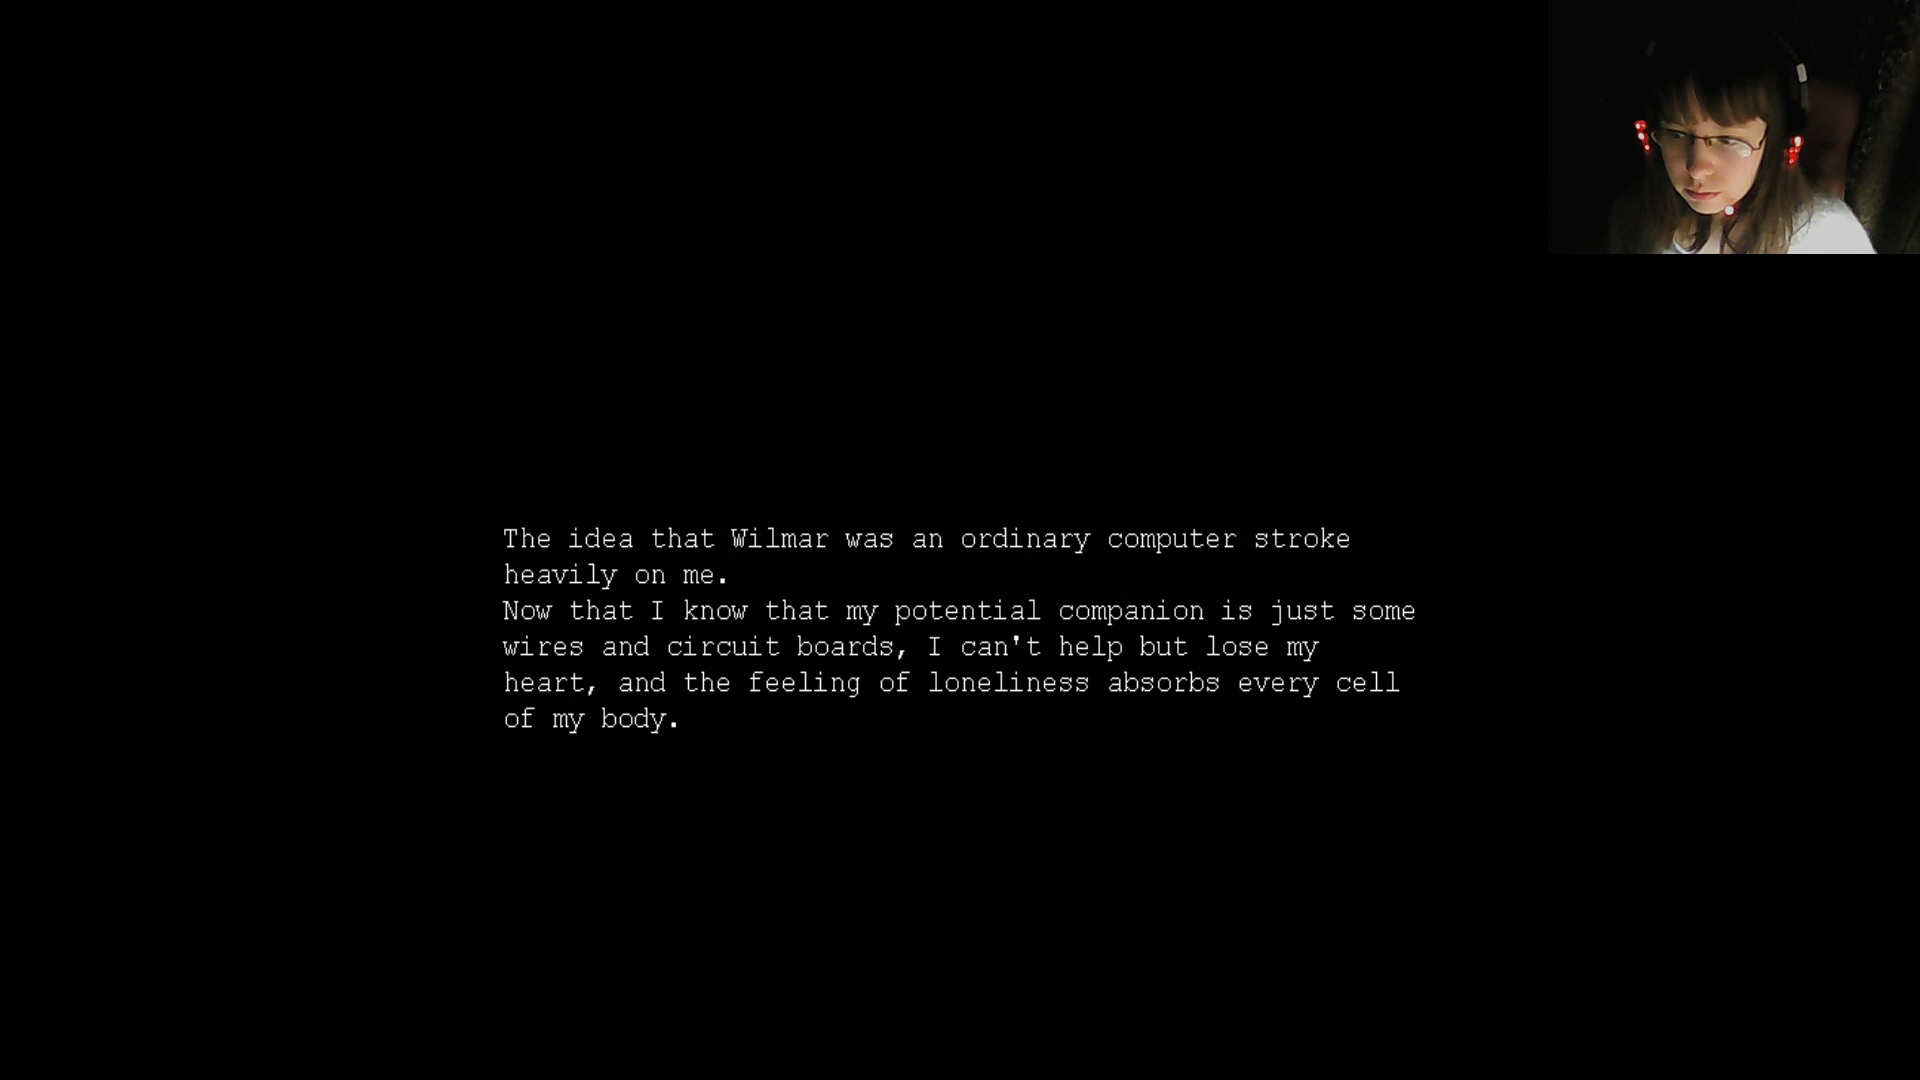 The idea that Wilmar was an ordinary computer stroke
heavily on me.
Now that I know that my potential companion is just some
wires and circuit boards, I can't help but lose my
heart, and the feeling of loneliness absorbs every cell
of my body.